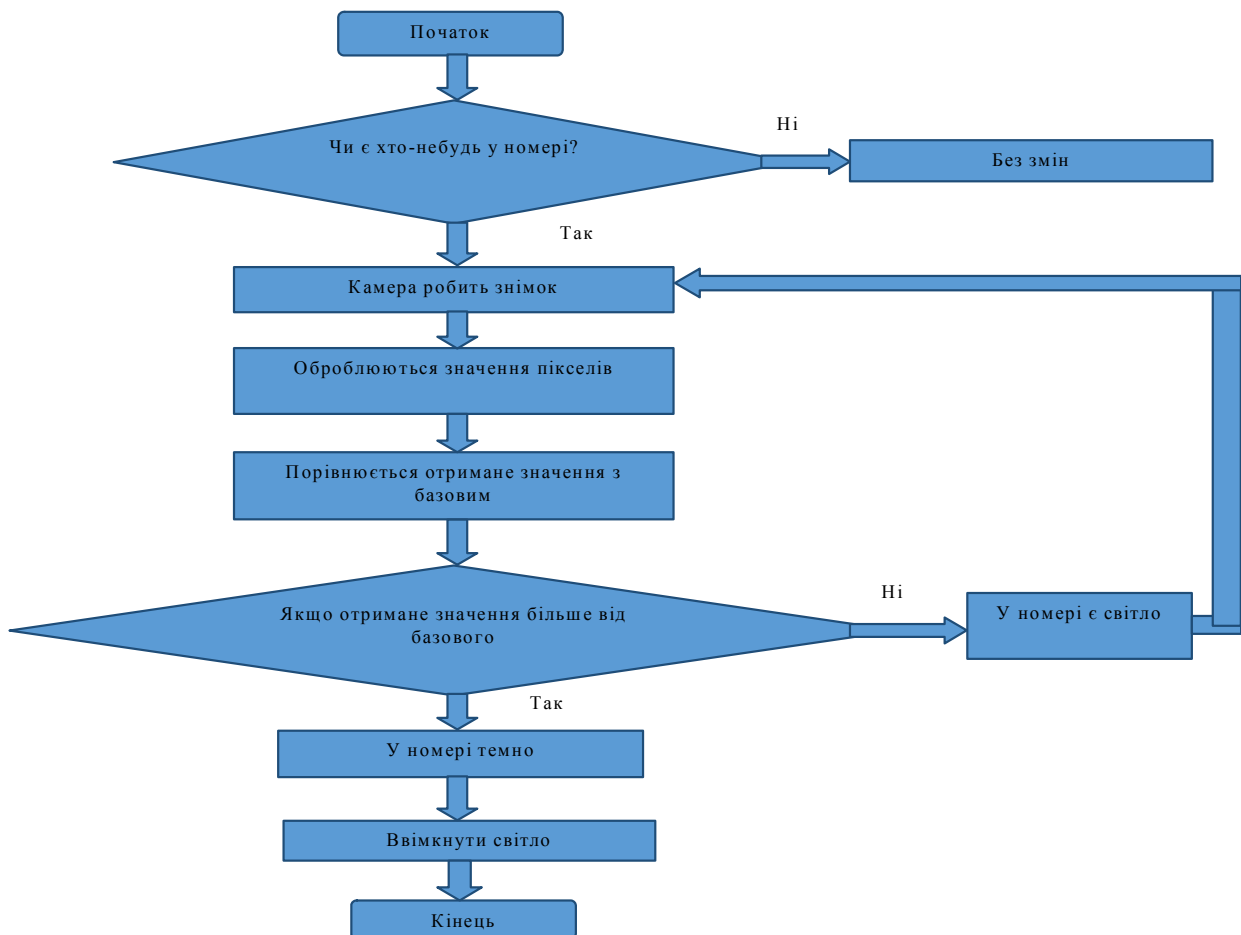 Початок
Чи є хто-небудь у номері?
Ні
Без змін
Так
Камера робить знімок
Оброблюються значення пікселів
Порівнюється отримане значення з
базовим
Якщо отримане значення більше від
базового
Ні
У номері є світло
Так
У номері темно
Ввімкнути світло
Кінець